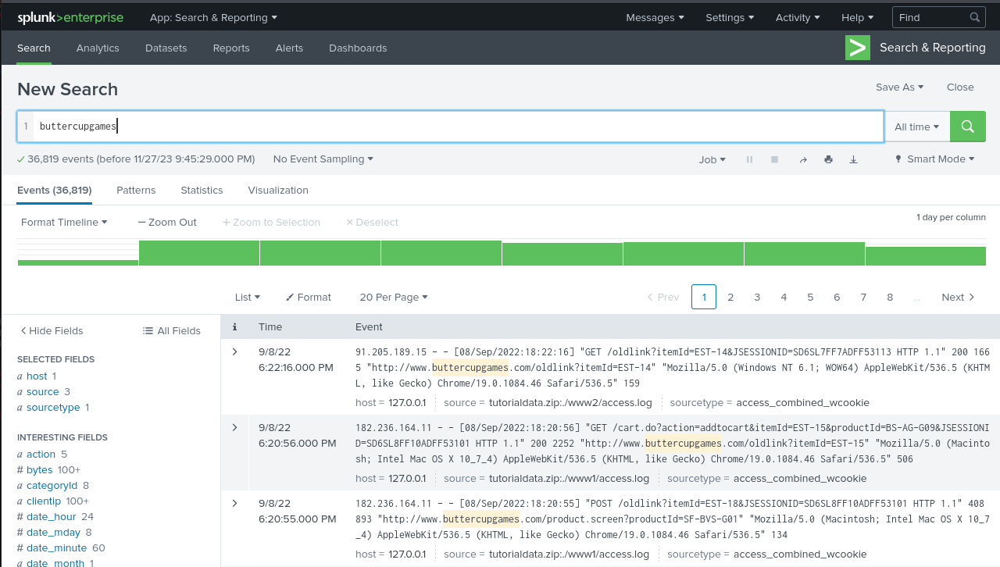 splunk>enterprise App: Search & Reporting Messages Settings Activity Help Find
Search Analytics Datasets Reports Alerts Dashboards Search & Reporting
New Search Save As Close
1 buttercupgames All time
36,819 events (before 11/27/23 9:45:29.000 PM) No Event Sampling Job Smart Mode
Events (36,819) Patterns Statistics Visualization
Format Timeline — Zoom Out + Zoom to Selection × Deselect 1 day per column
List Format 20 Per Page < Prev 1 2 3 4 5 6 7 8 ... Next >
< Hide Fields All Fields
SELECTED FIELDS
a host 1
a source 3
a sourcetype 1
INTERESTING FIELDS
a action 5
# bytes 100+
a categoryId 8
a clientip 100+
# date_hour 24
# date_mday 8
# date_minute 60
a date_month 1
i Time Event
> 9/8/22 6:22:16.000 PM
91.205.189.15 - - [08/Sep/2022:18:22:16] "GET /oldlink?itemId=EST-14&JSESSIONID=SD6SL7FF7ADFF53113 HTTP 1.1" 200 166
5 "http://www.buttercupgames.com/oldlink?itemId=EST-14" "Mozilla/5.0 (Windows NT 6.1; WOW64) AppleWebKit/536.5 (KHTM
L, like Gecko) Chrome/19.0.1084.46 Safari/536.5" 159
host = 127.0.0.1 source = tutorialdata.zip:./www2/access.log sourcetype = access_combined_wcookie
> 9/8/22 6:20:56.000 PM
182.236.164.11 - - [08/Sep/2022:18:20:56] "GET /cart.do?action=addtocart&itemId=EST-15&productId=BS-AG-G09&JSESSIONI
D=SD6SL8FF10ADFF53101 HTTP 1.1" 200 2252 "http://www.buttercupgames.com/oldlink?itemId=EST-15" "Mozilla/5.0 (Macinto
sh; Intel Mac OS X 10_7_4) AppleWebKit/536.5 (KHTML, like Gecko) Chrome/19.0.1084.46 Safari/536.5" 506
host = 127.0.0.1 source = tutorialdata.zip:./www1/access.log sourcetype = access_combined_wcookie
> 9/8/22 6:20:55.000 PM
182.236.164.11 - - [08/Sep/2022:18:20:55] "POST /oldlink?itemId=EST-18&JSESSIONID=SD6SL8FF10ADFF53101 HTTP 1.1" 408
893 "http://www.buttercupgames.com/product.screen?productId=SF-BVS-G01" "Mozilla/5.0 (Macintosh; Intel Mac OS X 10_7
_4) AppleWebKit/536.5 (KHTML, like Gecko) Chrome/19.0.1084.46 Safari/536.5" 134
host = 127.0.0.1 source = tutorialdata.zip:./www1/access.log sourcetype = access_combined_wcookie